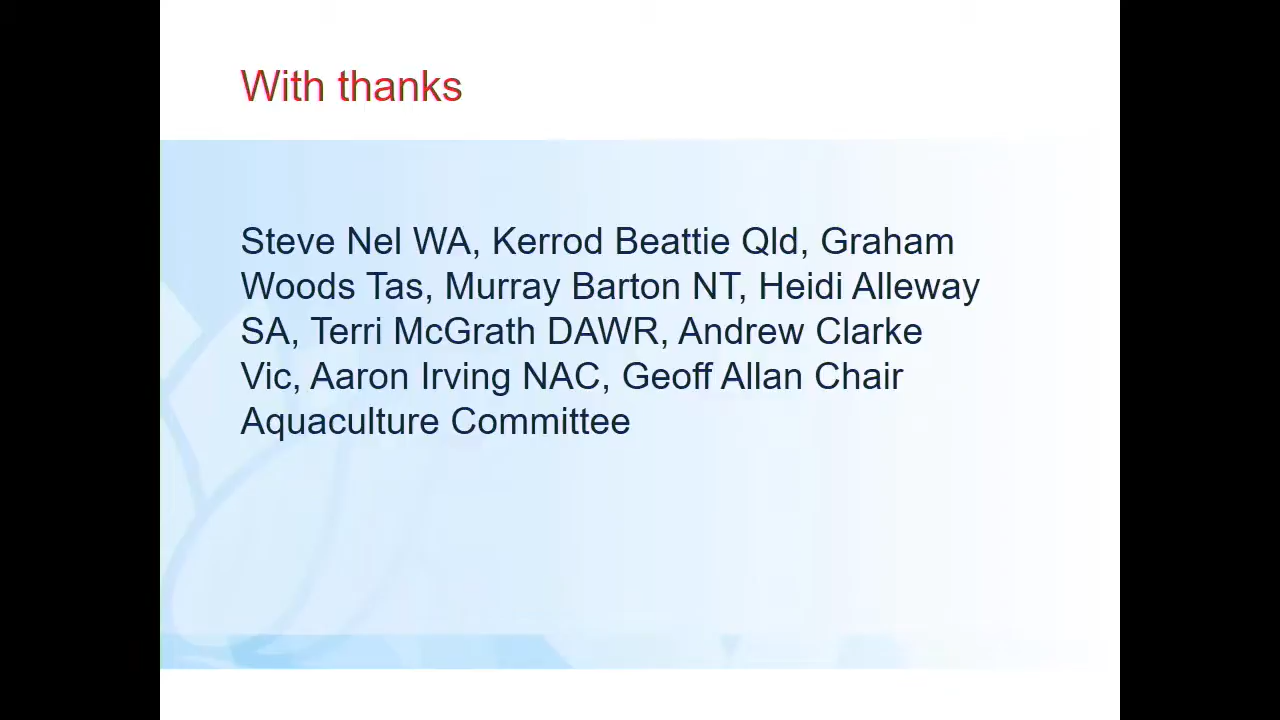 With thanks
Steve Nel WA, Kerrod Beattie Qld, Graham
Woods Tas, Murray Barton NT, Heidi Alleway
SA, Terri McGrath DAWR, Andrew Clarke
Vic, Aaron Irving NAC, Geoff Allan Chair
Aquaculture Committee